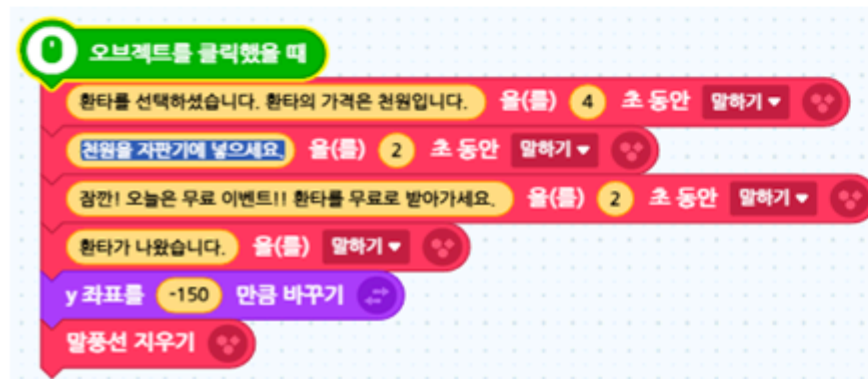 오브젝트를 클릭했을 때
환타를 선택하셨습니다. 환타의 가격은 천원입니다. 을(를) 4 초 동안 말하기
천원을 자판기에 넣으세요. 을(를) 2 초 동안 말하기
잠깐! 오늘은 무료 이벤트!! 환타를 무료로 받아가세요. 을(를) 2 초 동안 말하기
환타가 나왔습니다. 을(를) 말하기
y 좌표를 -150 만큼 바꾸기
말풍선 지우기